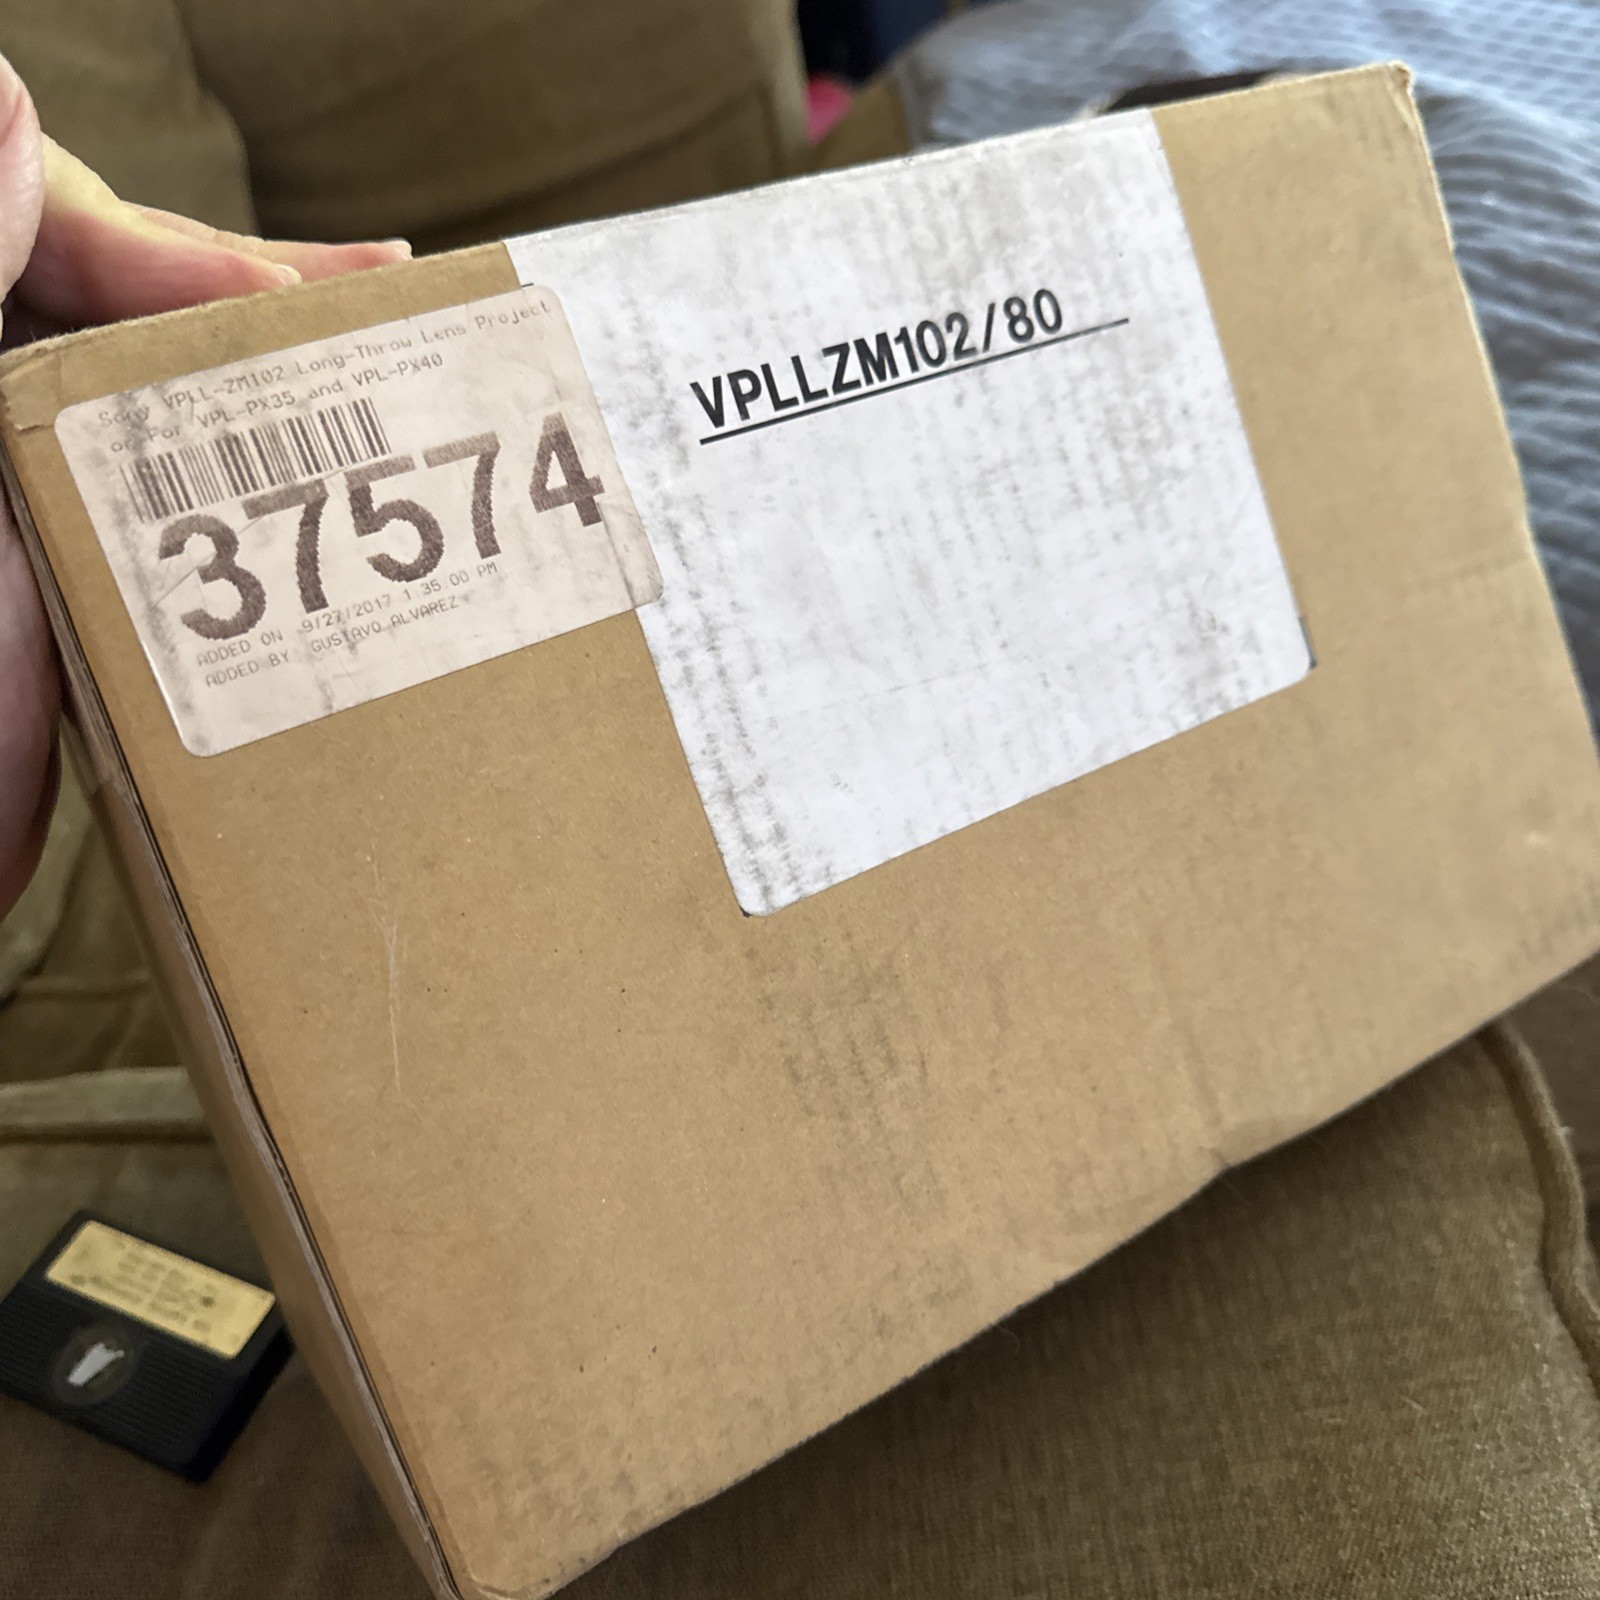 Sony VPLL-ZM102 Long-Throw Lens Project
or For VPL-PX35 and VPL-PX40
37574
ADDED ON 9/27/2017 1 35 00 PM
ADDED BY GUSTAVO ALVAREZ
VPLLZM102/80